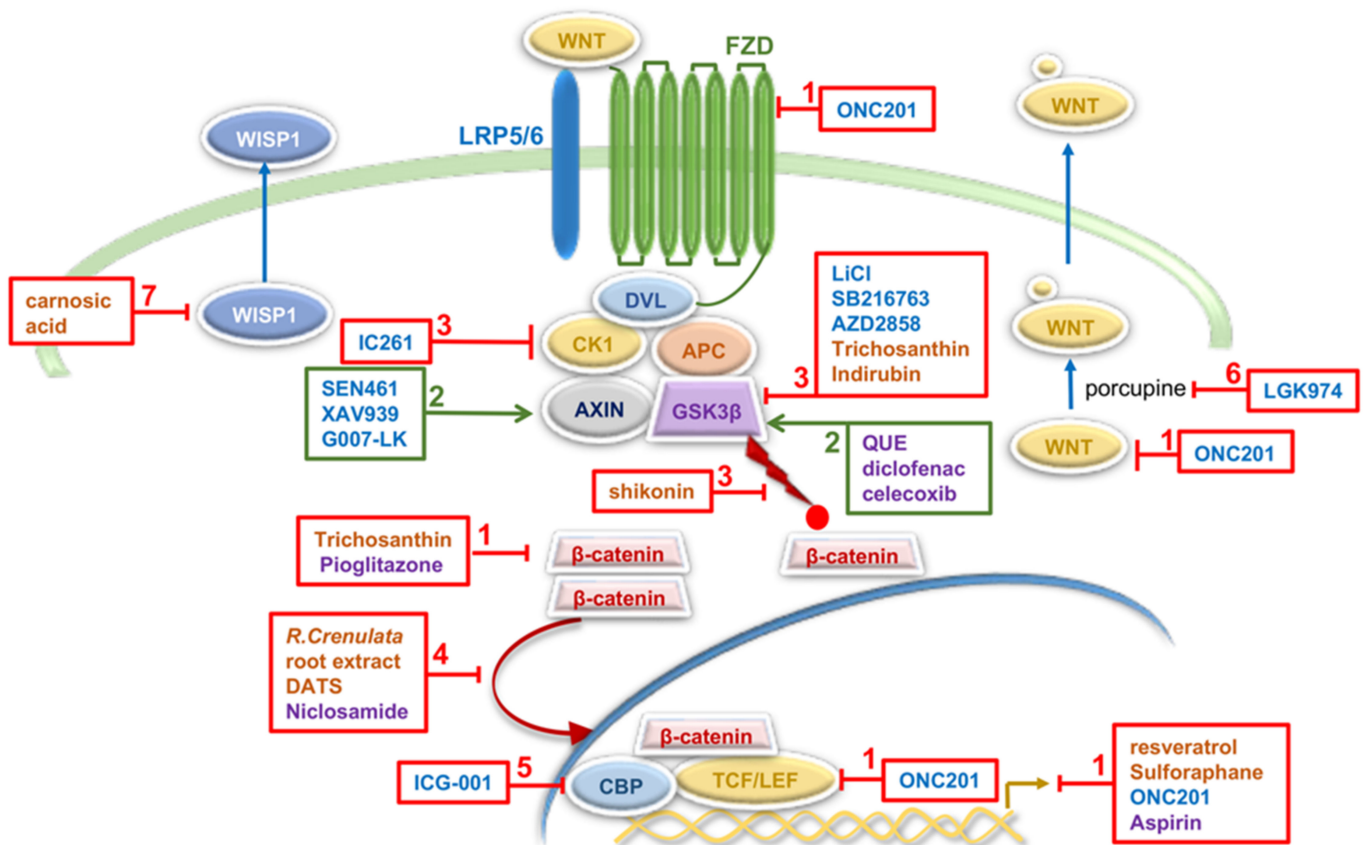 WNT
FZD
1
ONC201
WNT
WISP1
LRP5/6
carnosic
acid
7
WISP1
DVL
LiCl
SB216763
AZD2858
Trichosanthin
Indirubin
3
WNT
IC261
3
CK1
APC
porcupine
6
LGK974
SEN461
XAV939
G007-LK
2
AXIN
GSK3β
2
QUE
diclofenac
celecoxib
WNT
1
ONC201
shikonin
3
Trichosanthin
Pioglitazone
1
β-catenin
β-catenin
β-catenin
R.Crenulata
root extract
DATS
Niclosamide
4
β-catenin
ICG-001
5
CBP
TCF/LEF
1
ONC201
1
resveratrol
Sulforaphane
ONC201
Aspirin